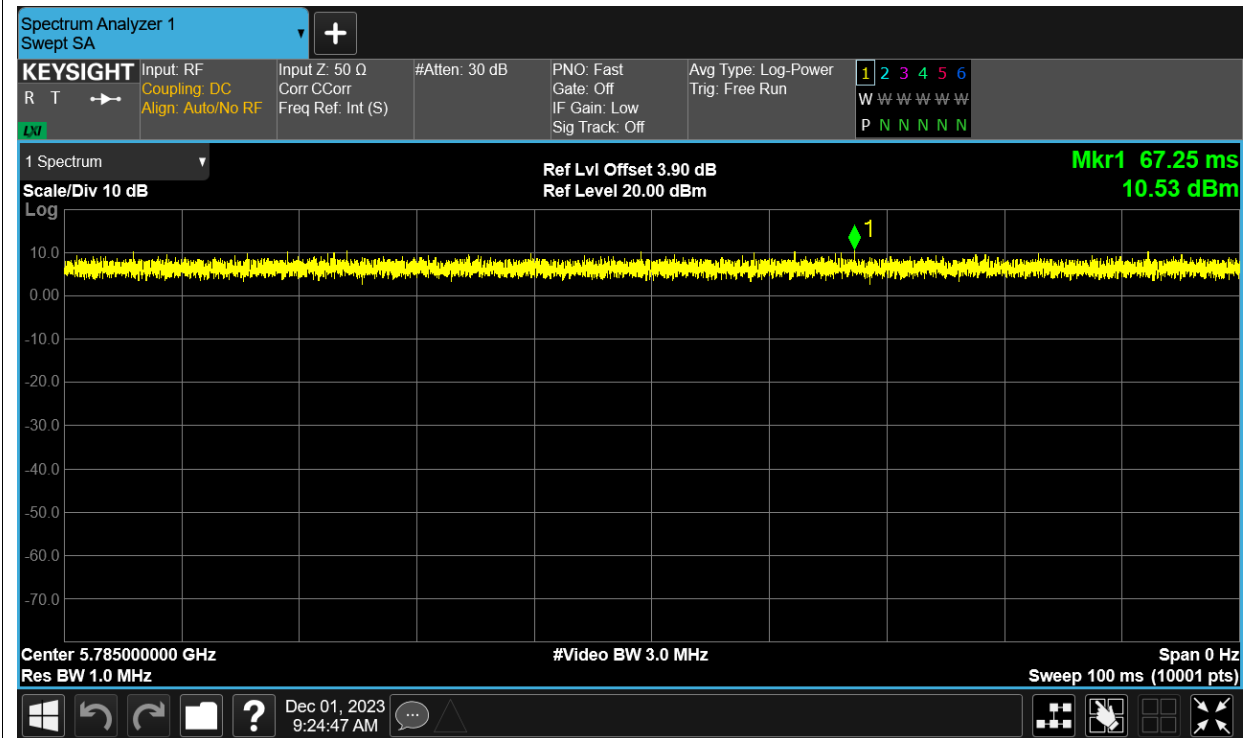 Spectrum Analyzer 1
Swept SA
KEYSIGHT
R T
LXI
Input: RF
Coupling: DC
Align: Auto/No RF
Input Z: 50 Ω
Corr CCorr
Freq Ref: Int (S)
#Atten: 30 dB
PNO: Fast
Gate: Off
IF Gain: Low
Sig Track: Off
Avg Type: Log-Power
Trig: Free Run
1 2 3 4 5 6
W W W W W W
P N N N N N
1 Spectrum
Scale/Div 10 dB
Log
Ref Lvl Offset 3.90 dB
Ref Level 20.00 dBm
Mkr1 67.25 ms
10.53 dBm
1
10.0
0.00
-10.0
-20.0
-30.0
-40.0
-50.0
-60.0
-70.0
Center 5.785000000 GHz
Res BW 1.0 MHz
#Video BW 3.0 MHz
Span 0 Hz
Sweep 100 ms (10001 pts)
?
Dec 01, 2023
9:24:47 AM